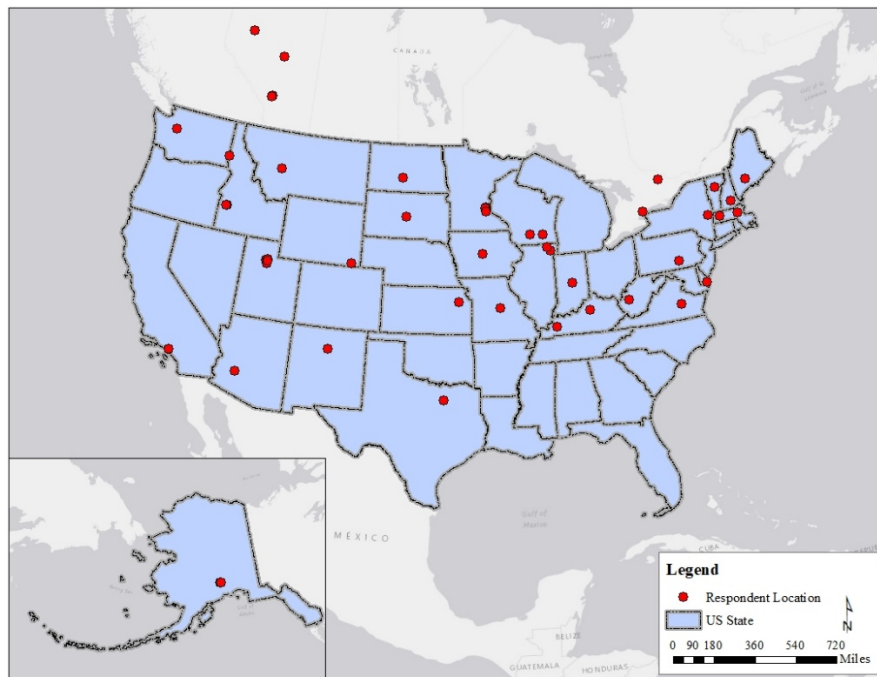 CANADA
MÉXICO
Gulf of
Mexico
CUBA
BELIZE
GUATEMALA
HONDURAS
Legend
Respondent Location
US State
N
0 90 180 360 540 720
Miles